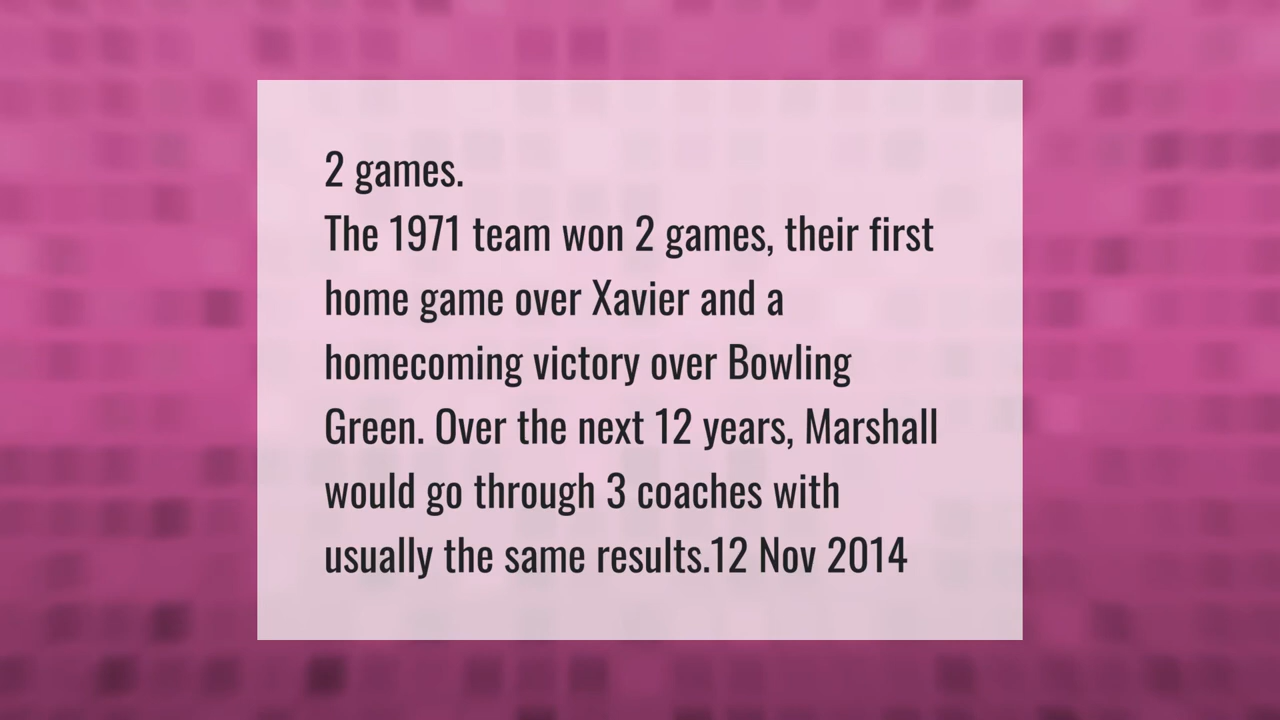 2 games.
The 1971 team won 2 games, their first
home game over Xavier and a
homecoming victory over Bowling
Green. Over the next 12 years, Marshall
would go through 3 coaches with
usually the same results.12 Nov 2014